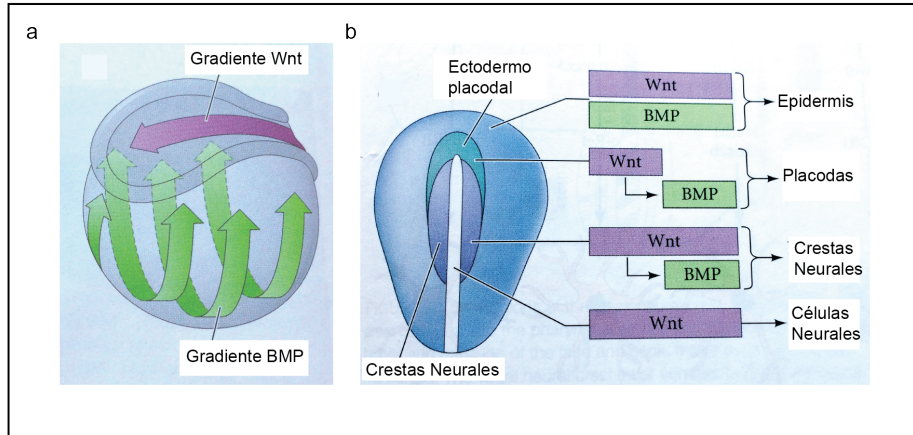 a
Gradiente Wnt
Gradiente BMP
b
Ectodermo
placodal
Crestas Neurales
Wnt
BMP
Epidermis
Wnt
BMP
Placodas
Wnt
BMP
Crestas
Neurales
Wnt
Células
Neurales